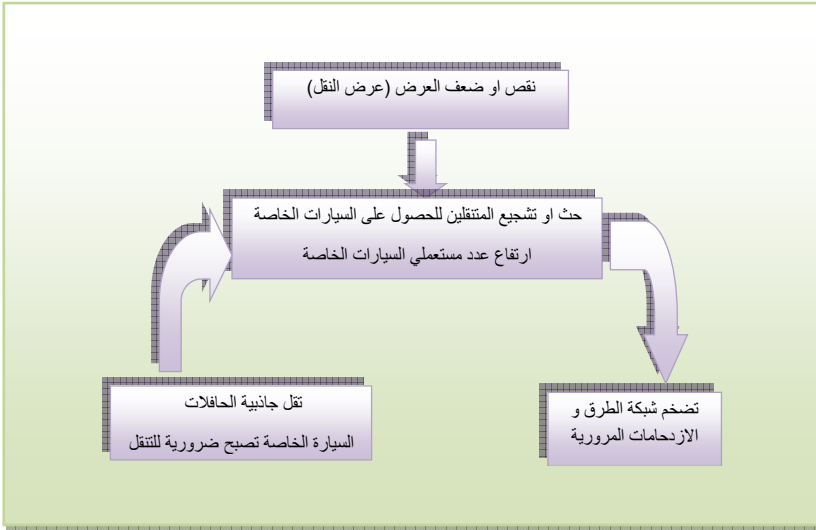 نقص او ضعف العرض (عرض النقل)
حث او تشجيع المتنقلين للحصول على السيارات الخاصة
ارتفاع عدد مستعملي السيارات الخاصة
تقل جاذبية الحافلات
السيارة الخاصة تصبح ضرورية للتنقل
تضخم شبكة الطرق و
الازدحامات المرورية